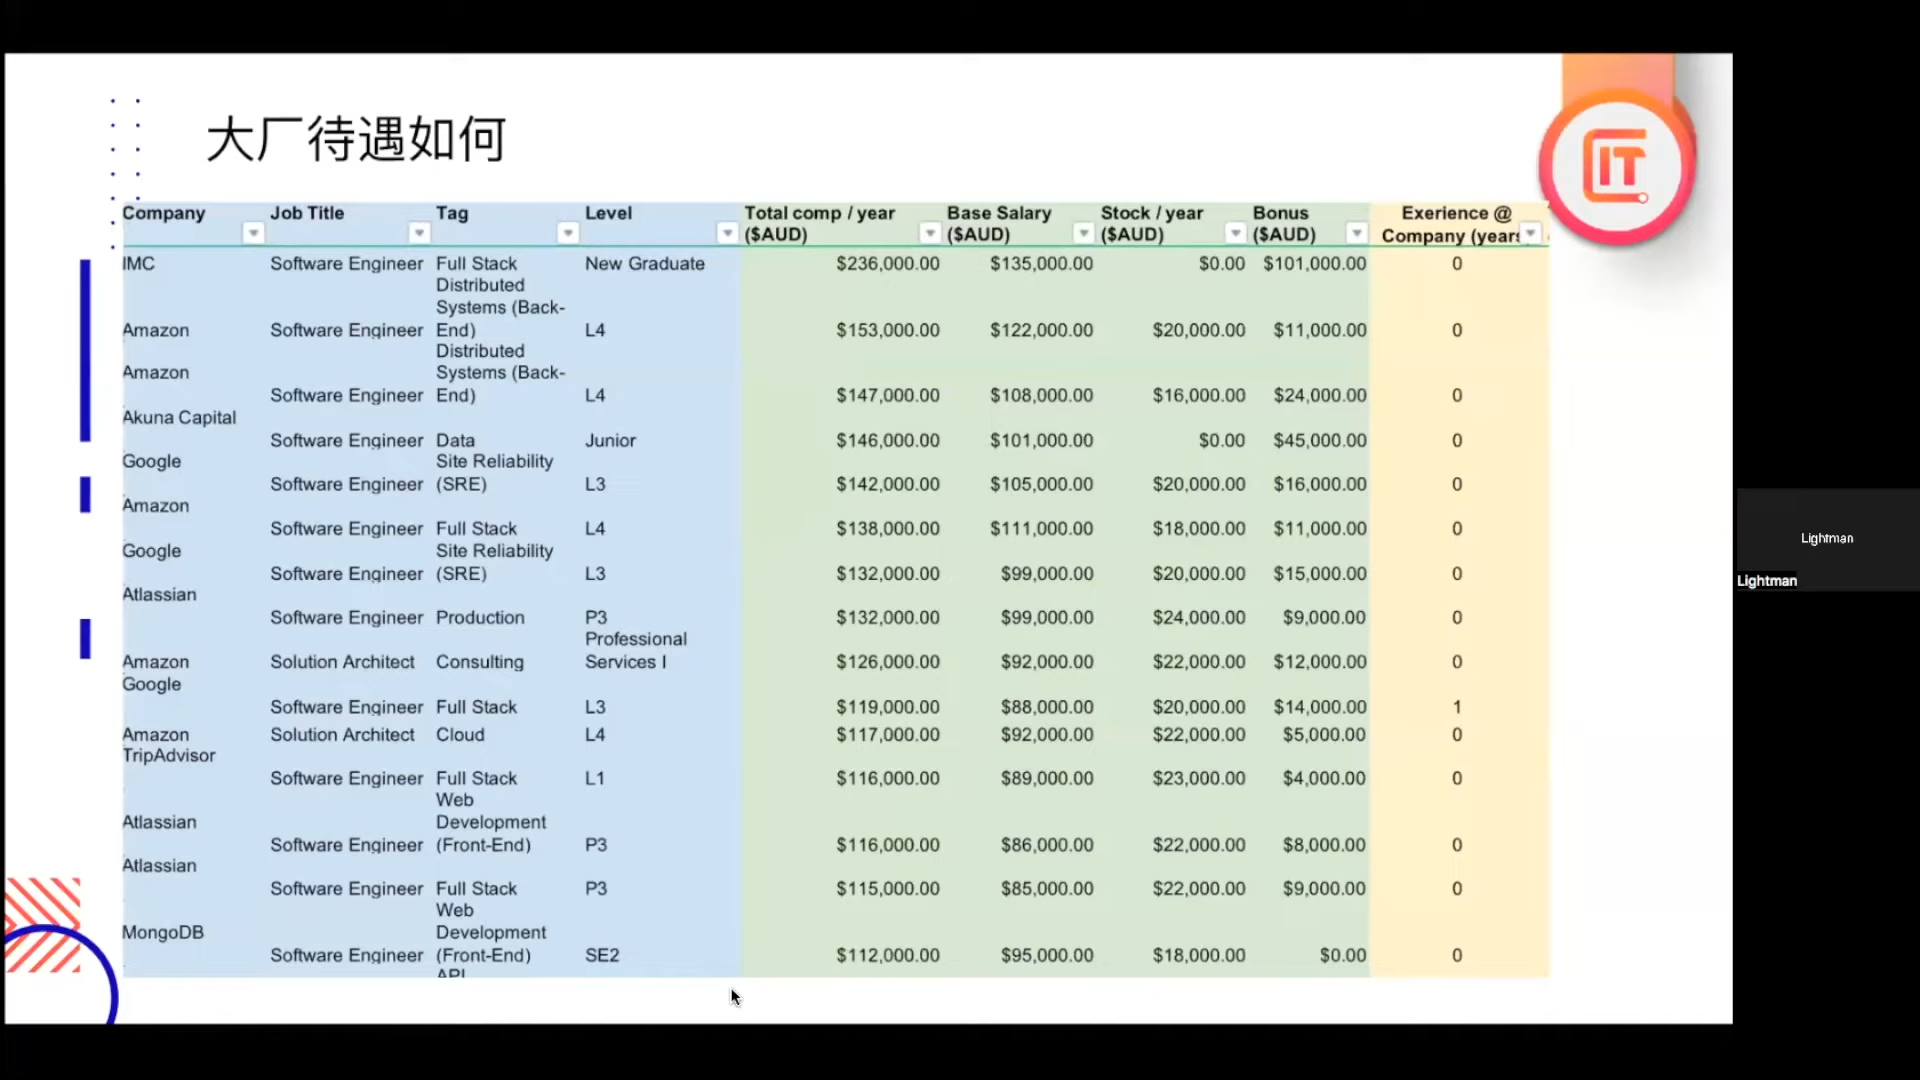 大厂待遇如何
IT
Company Job Title Tag Level Total comp / year ($AUD) Base Salary ($AUD) Stock / year ($AUD) Bonus ($AUD) Exerience @ Company (years
IMC Software Engineer Full Stack New Graduate $236,000.00 $135,000.00 $0.00 $101,000.00 0
Amazon Software Engineer Distributed Systems (Back-End) L4 $153,000.00 $122,000.00 $20,000.00 $11,000.00 0
Amazon Software Engineer Distributed Systems (Back-End) L4 $147,000.00 $108,000.00 $16,000.00 $24,000.00 0
Akuna Capital Software Engineer Data Junior $146,000.00 $101,000.00 $0.00 $45,000.00 0
Google Software Engineer Site Reliability (SRE) L3 $142,000.00 $105,000.00 $20,000.00 $16,000.00 0
Amazon Software Engineer Full Stack L4 $138,000.00 $111,000.00 $18,000.00 $11,000.00 0
Google Software Engineer Site Reliability (SRE) L3 $132,000.00 $99,000.00 $20,000.00 $15,000.00 0
Atlassian Software Engineer Production P3 $132,000.00 $99,000.00 $24,000.00 $9,000.00 0
Amazon Solution Architect Consulting Professional Services I $126,000.00 $92,000.00 $22,000.00 $12,000.00 0
Google Software Engineer Full Stack L3 $119,000.00 $88,000.00 $20,000.00 $14,000.00 1
Amazon Solution Architect Cloud L4 $117,000.00 $92,000.00 $22,000.00 $5,000.00 0
TripAdvisor Software Engineer Full Stack L1 $116,000.00 $89,000.00 $23,000.00 $4,000.00 0
Atlassian Software Engineer Web Development (Front-End) P3 $116,000.00 $86,000.00 $22,000.00 $8,000.00 0
Atlassian Software Engineer Full Stack P3 $115,000.00 $85,000.00 $22,000.00 $9,000.00 0
MongoDB Software Engineer Web Development (Front-End) SE2 $112,000.00 $95,000.00 $18,000.00 $0.00 0
API
Lightman
Lightman